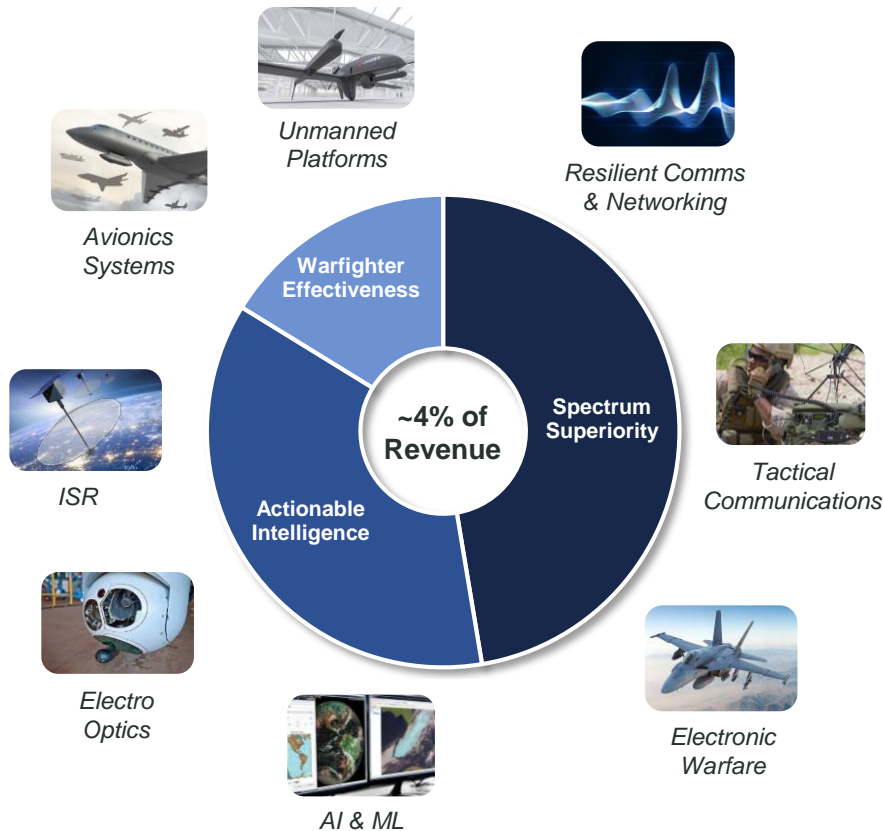 Unmanned
Platforms
Resilient Comms
& Networking
Avionics
Systems
Warfighter
Effectiveness
~4% of
Revenue
Spectrum
Superiority
ISR
Tactical
Communications
Actionable
Intelligence
Electro
Optics
Electronic
Warfare
AI & ML